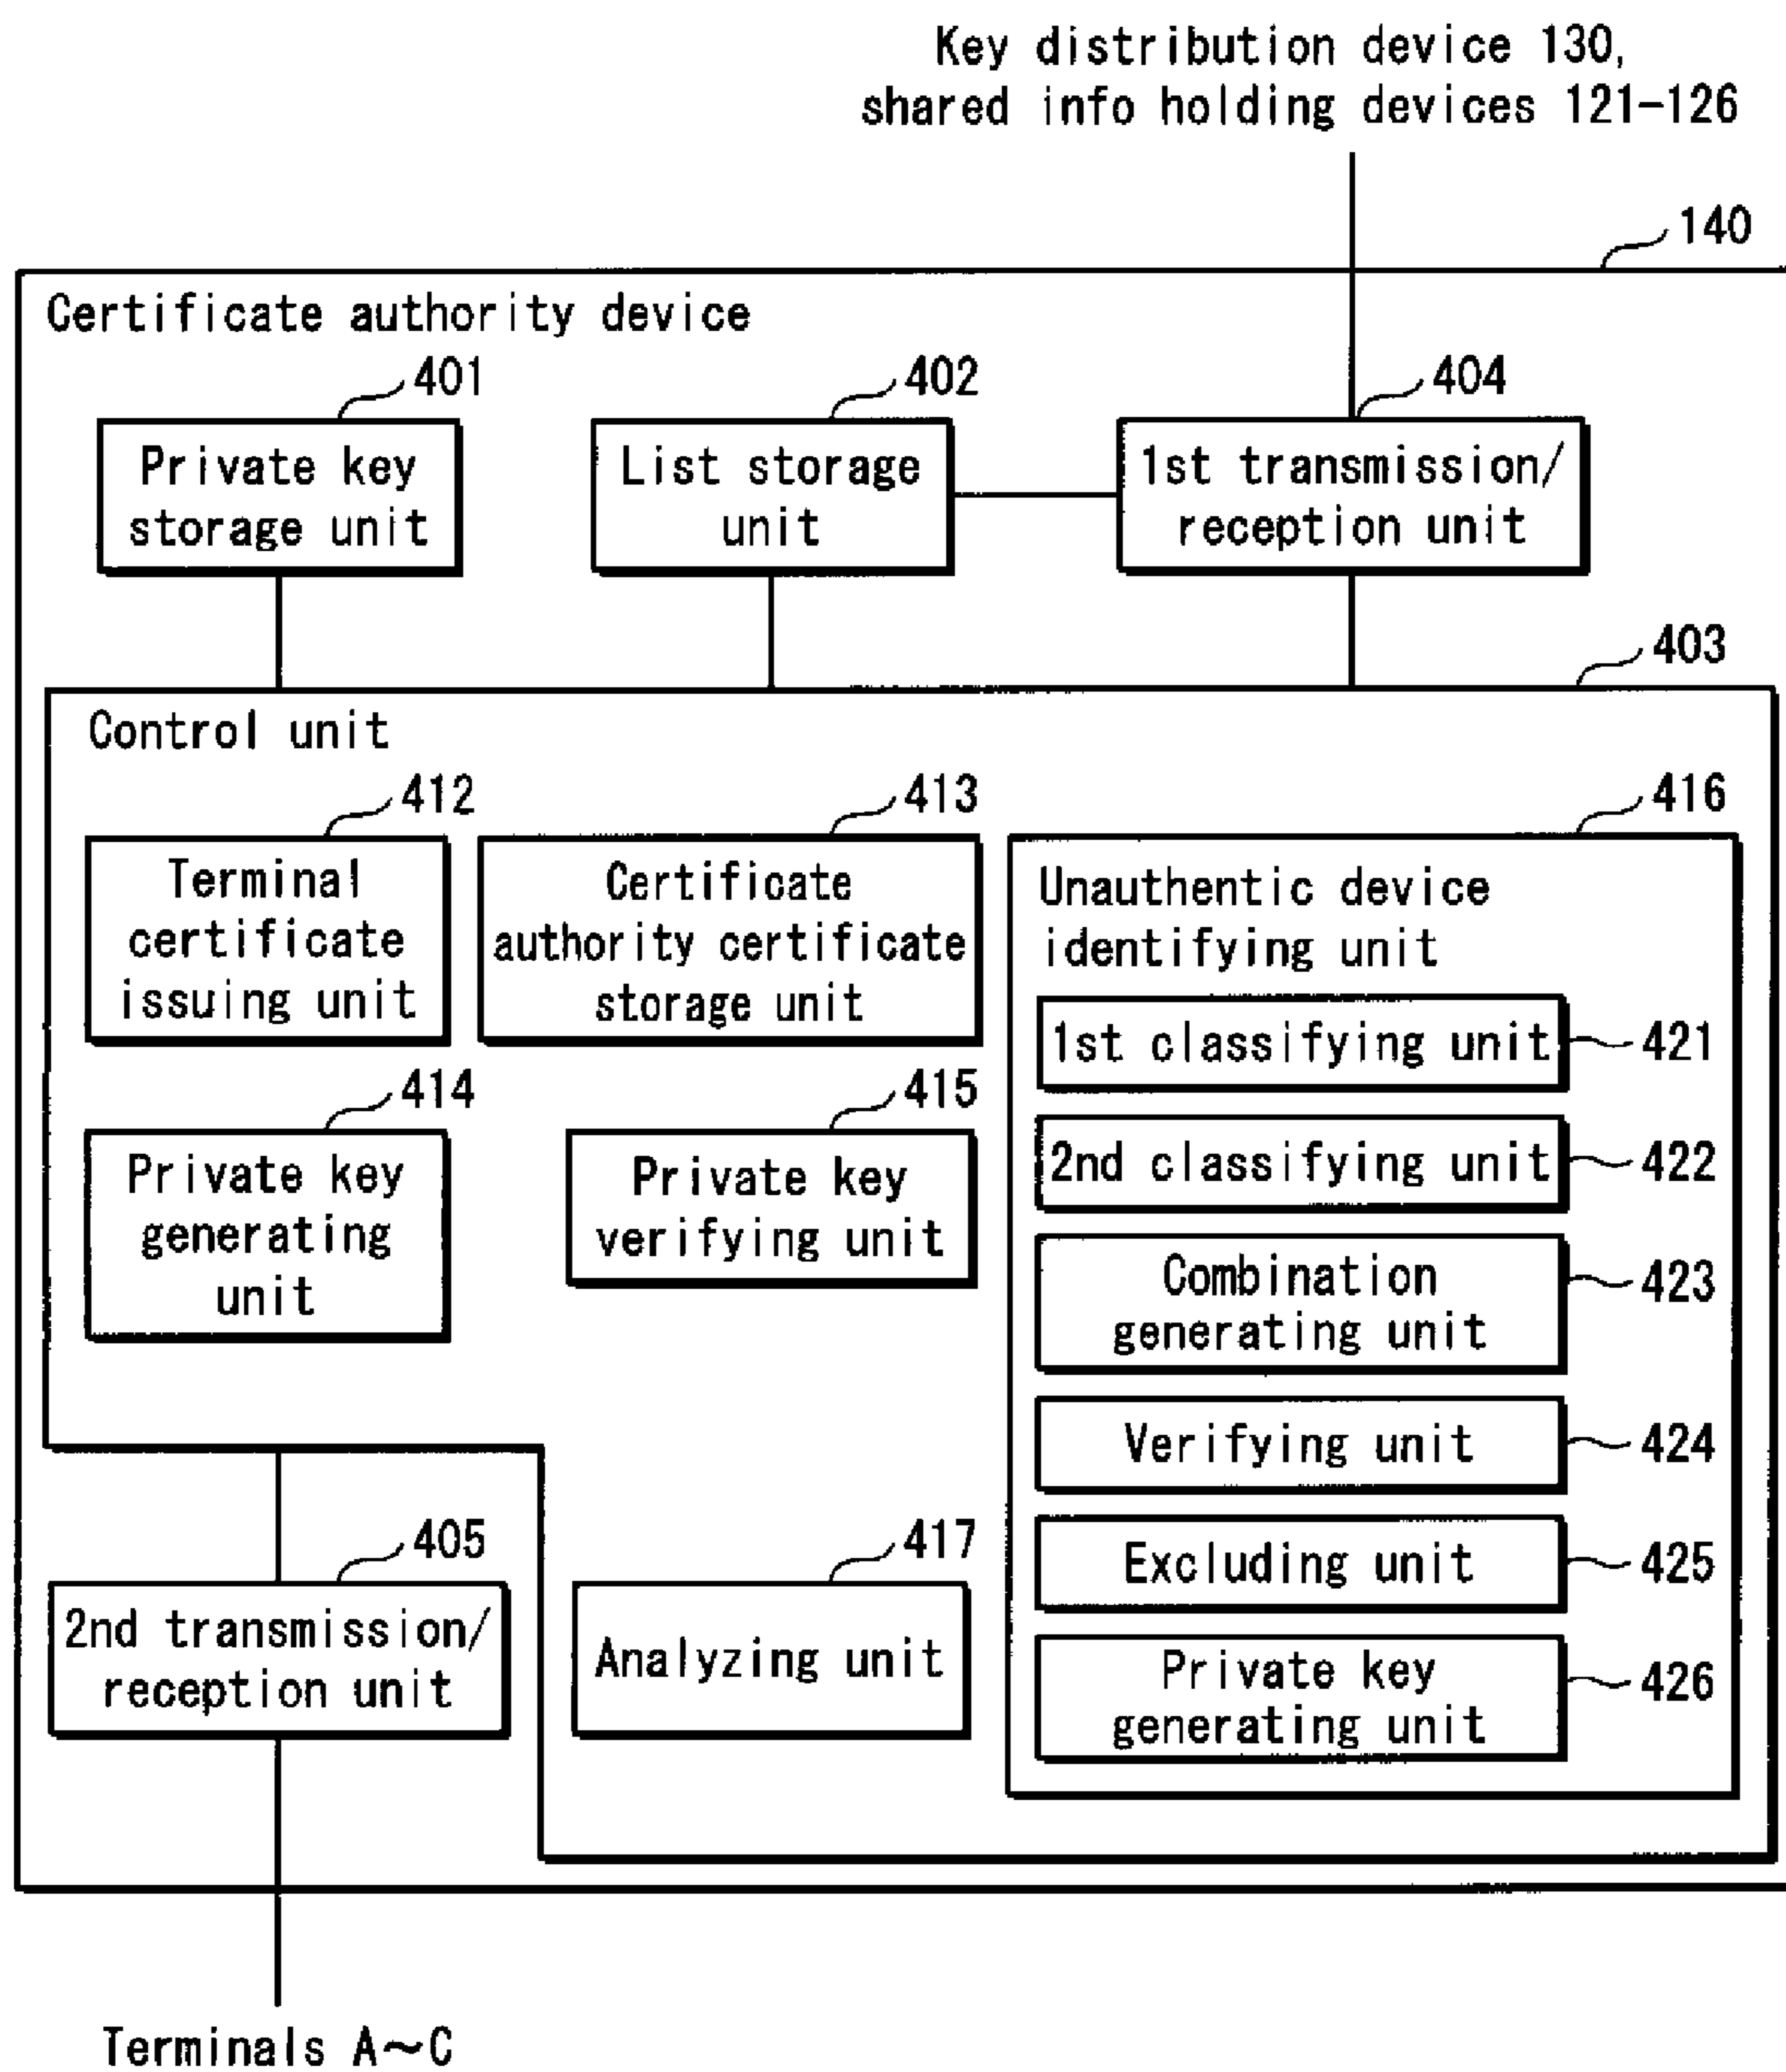 Key distribution device 130,
shared info holding devices 121-126
140
Certificate authority device
401
402
404
Private key
storage unit
List storage
unit
1st transmission/
reception unit
403
Control unit
412
413
416
Terminal
certificate
issuing unit
Certificate
authority certificate
storage unit
Unauthentic device
identifying unit
1st classifying unit
421
414
415
2nd classifying unit
422
Private key
generating
unit
Private key
verifying unit
Combination
generating unit
423
Verifying unit
424
Excluding unit
425
405
417
2nd transmission/
reception unit
Analyzing unit
Private key
generating unit
426
Terminals A~C